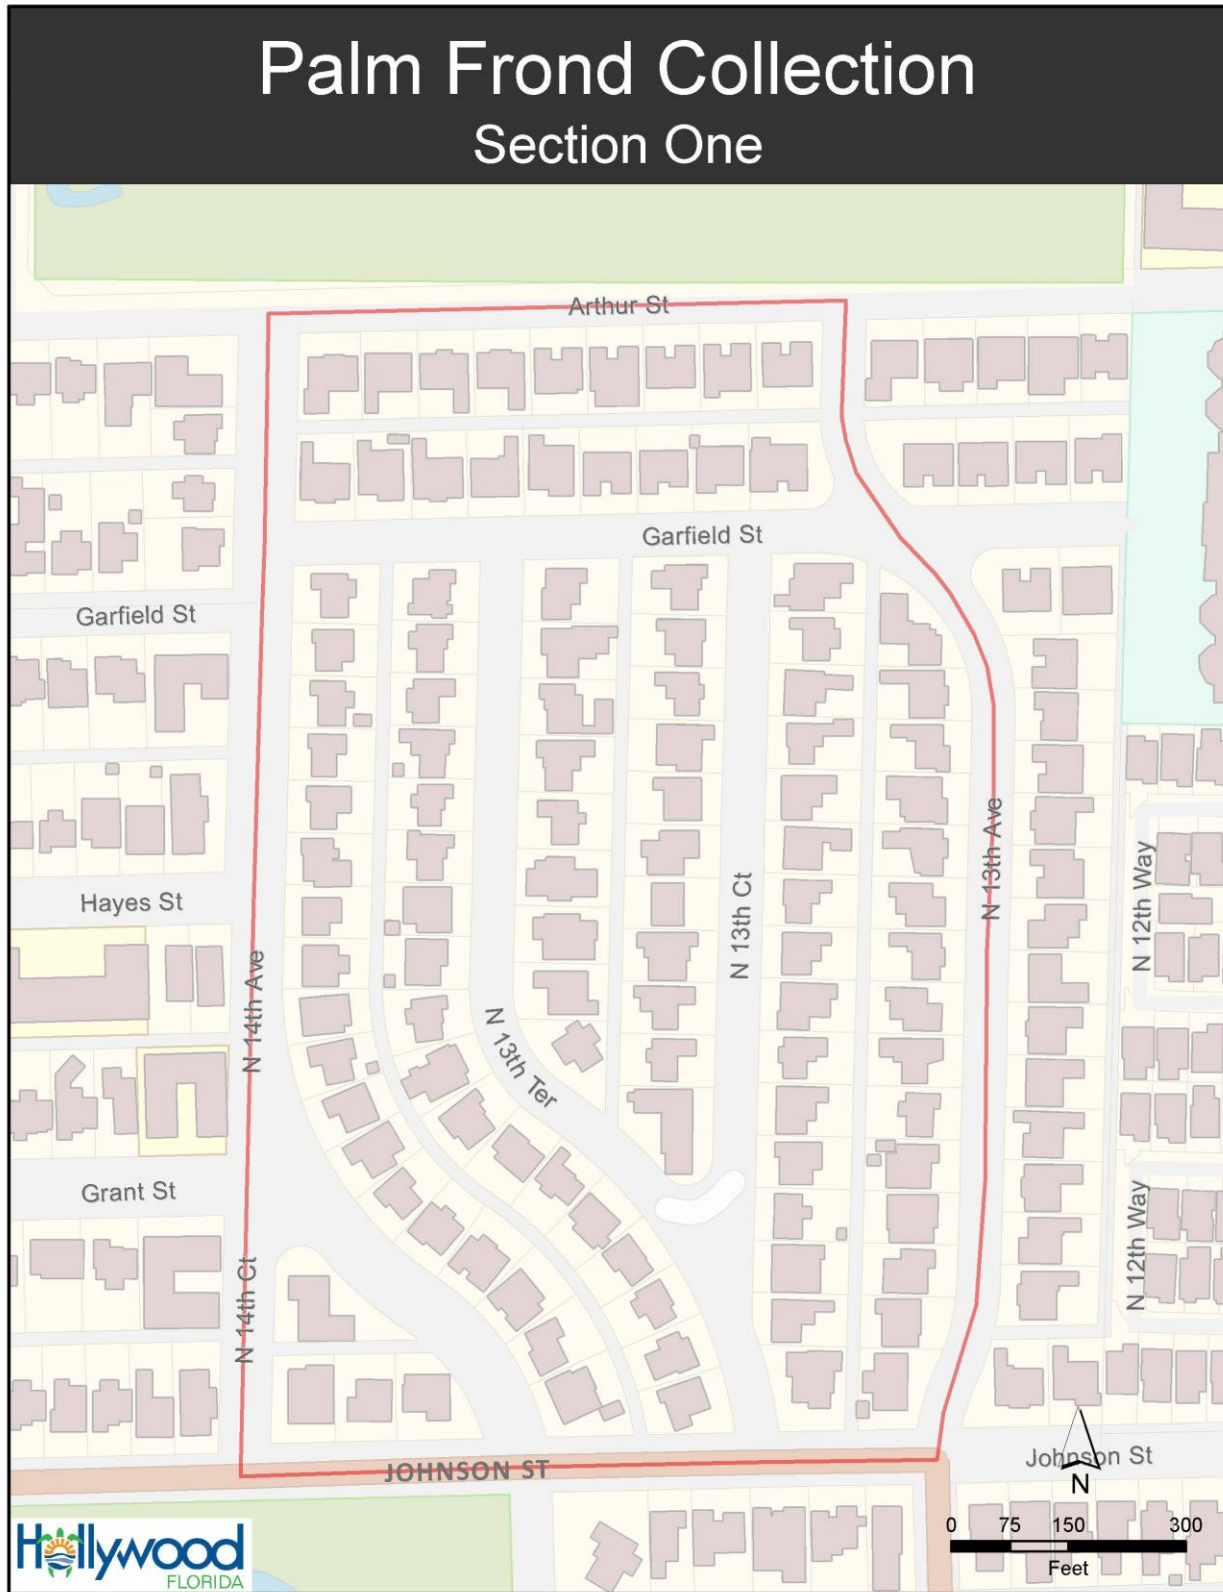 Palm Frond Collection
Section One
Arthur St
Garfield St
Garfield St
N 13th Ave
N 12th Way
Hayes St
N 13th Ct
N 14th Ave
N 13th Ter
Grant St
N 12th Way
N 14th Ct
JOHNSON ST
Johnson St
N
0 75 150 300
Feet
Hollywood
FLORIDA